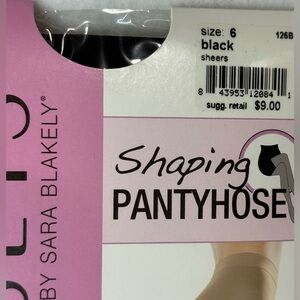 size: 6
126B
black
sheers
8 43953 12084 1
sugg. retail $9.00
BY SARA BLAKELY®
Shaping
PANTYHOSE